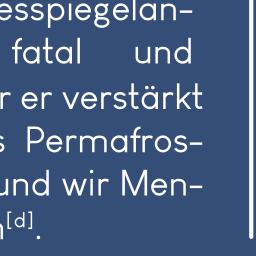 esspiegelan-
fatal und
r er verstärkt
s Permafros-
und wir Men-
n[d].